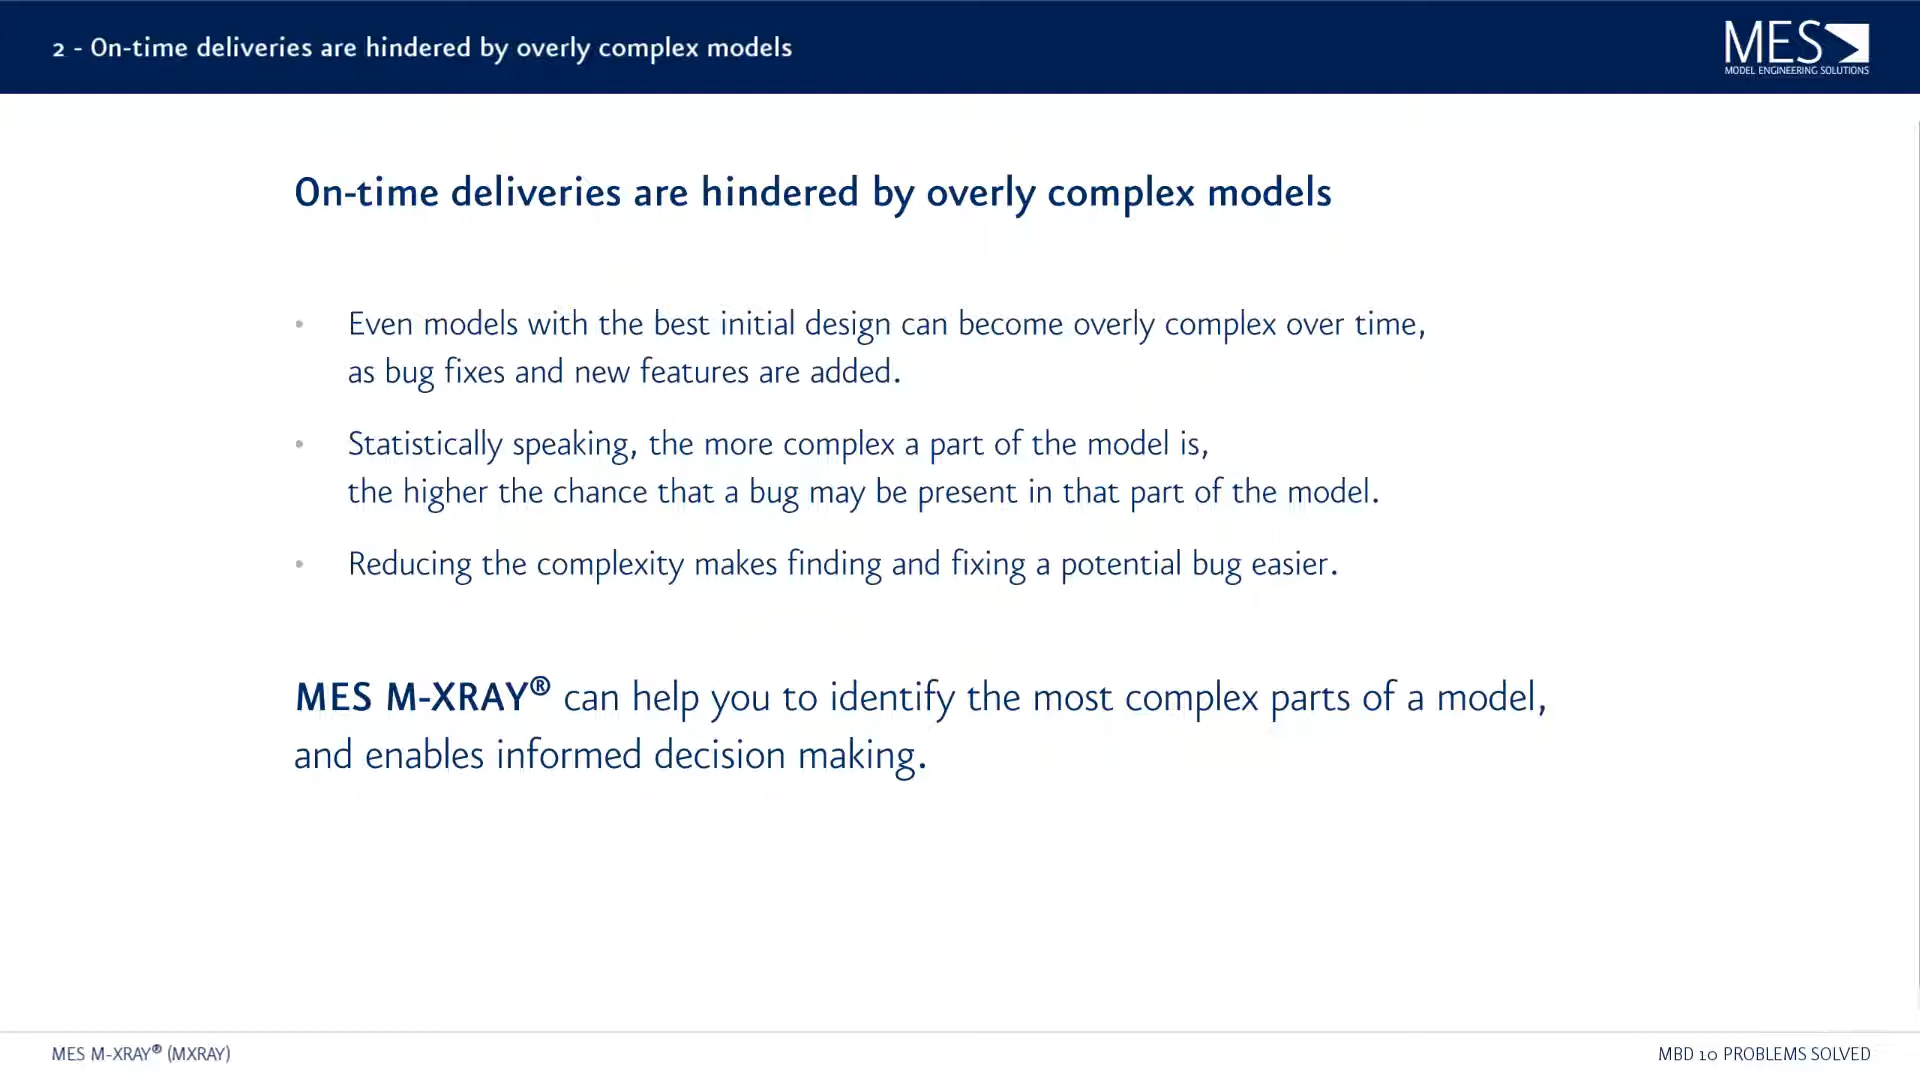 2 - On-time deliveries are hindered by overly complex models
MES
MODEL ENGINEERING SOLUTIONS
On-time deliveries are hindered by overly complex models
• Even models with the best initial design can become overly complex over time,
as bug fixes and new features are added.
• Statistically speaking, the more complex a part of the model is,
the higher the chance that a bug may be present in that part of the model.
• Reducing the complexity makes finding and fixing a potential bug easier.
MES M-XRAY® can help you to identify the most complex parts of a model,
and enables informed decision making.
MES M-XRAY® (MXRAY)
MBD 10 PROBLEMS SOLVED